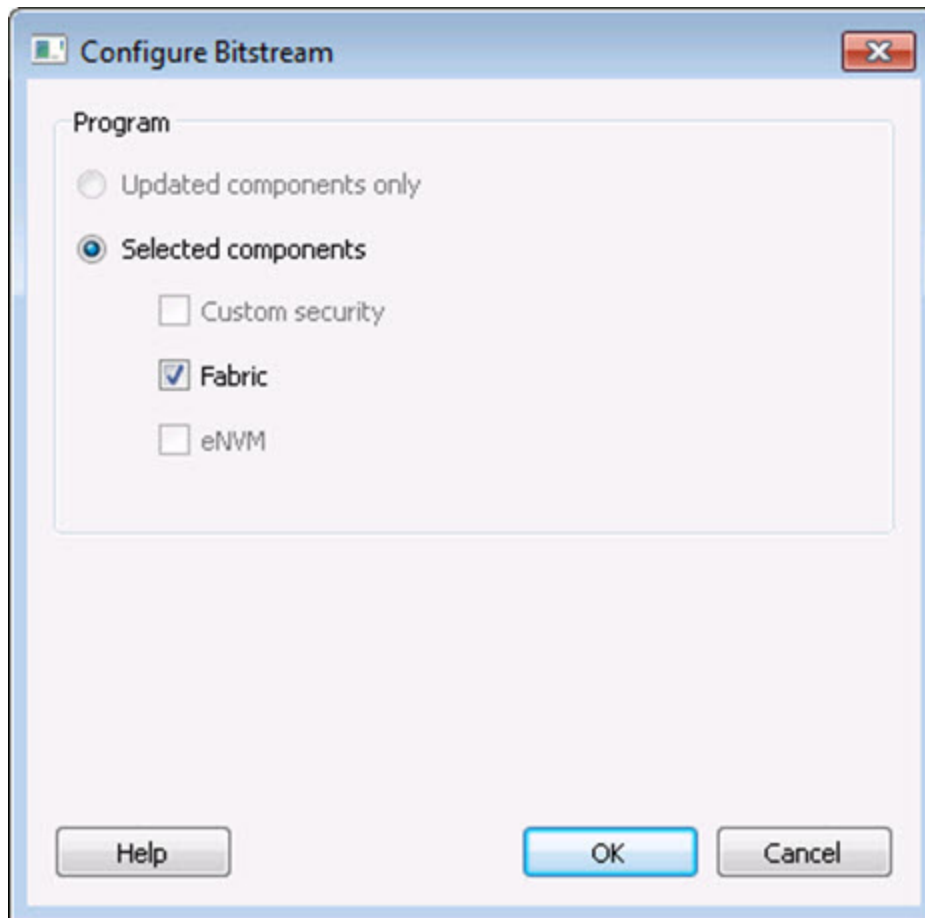 Configure Bitstream
Program
Updated components only
Selected components
Custom security
Fabric
eNVM
Help OK Cancel